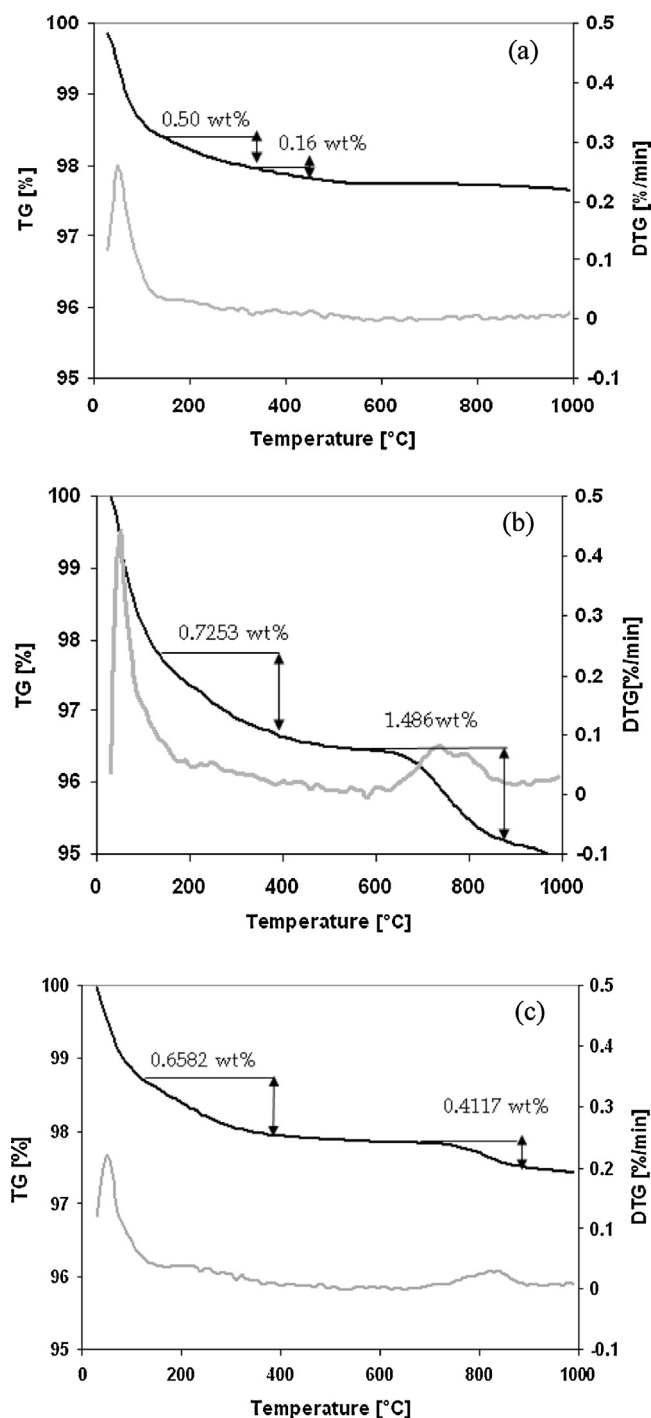 100
99
98
97
96
95
TG [%]
0.5
0.4
0.3
0.2
0.1
0
-0.1
DTG [%/min]
(a)
0.50 wt%
0.16 wt%
0 200 400 600 800 1000
Temperature [°C]
100
99
98
97
96
95
TG [%]
0.5
0.4
0.3
0.2
0.1
0
-0.1
DTG[%/min]
(b)
0.7253 wt%
1.486wt%
0 200 400 600 800 1000
Temperature [°C]
100
99
98
97
96
95
TG [%]
0.5
0.4
0.3
0.2
0.1
0
-0.1
DTG [%/min]
(c)
0.6582 wt%
0.4117 wt%
0 200 400 600 800 1000
Temperature [°C]